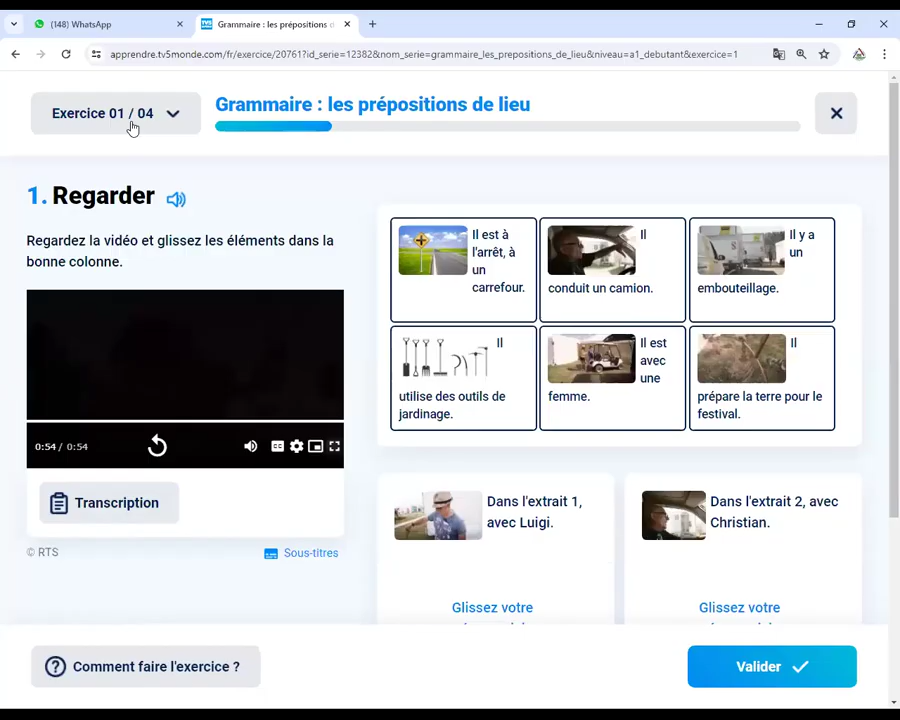 (148) WhatsApp
Grammaire : les prépositions d
apprendre.tv5monde.com/fr/exercice/20761?id_serie=12382&nom_serie=grammaire_les_prepositions_de_lieu&niveau=a1_debutant&exercice=1
Exercice 01 / 04
Grammaire : les prépositions de lieu
1. Regarder
Regardez la vidéo et glissez les éléments dans la
bonne colonne.
0:54 / 0:54
CC
Transcription
© RTS
Sous-titres
Il est à
l'arrêt, à
un
carrefour.
Il
conduit un camion.
Il y a
un
embouteillage.
Il
utilise des outils de
jardinage.
Il est
avec
une
femme.
Il
prépare la terre pour le
festival.
Dans l'extrait 1,
avec Luigi.
Glissez votre
Dans l'extrait 2, avec
Christian.
Glissez votre
Comment faire l'exercice ?
Valider